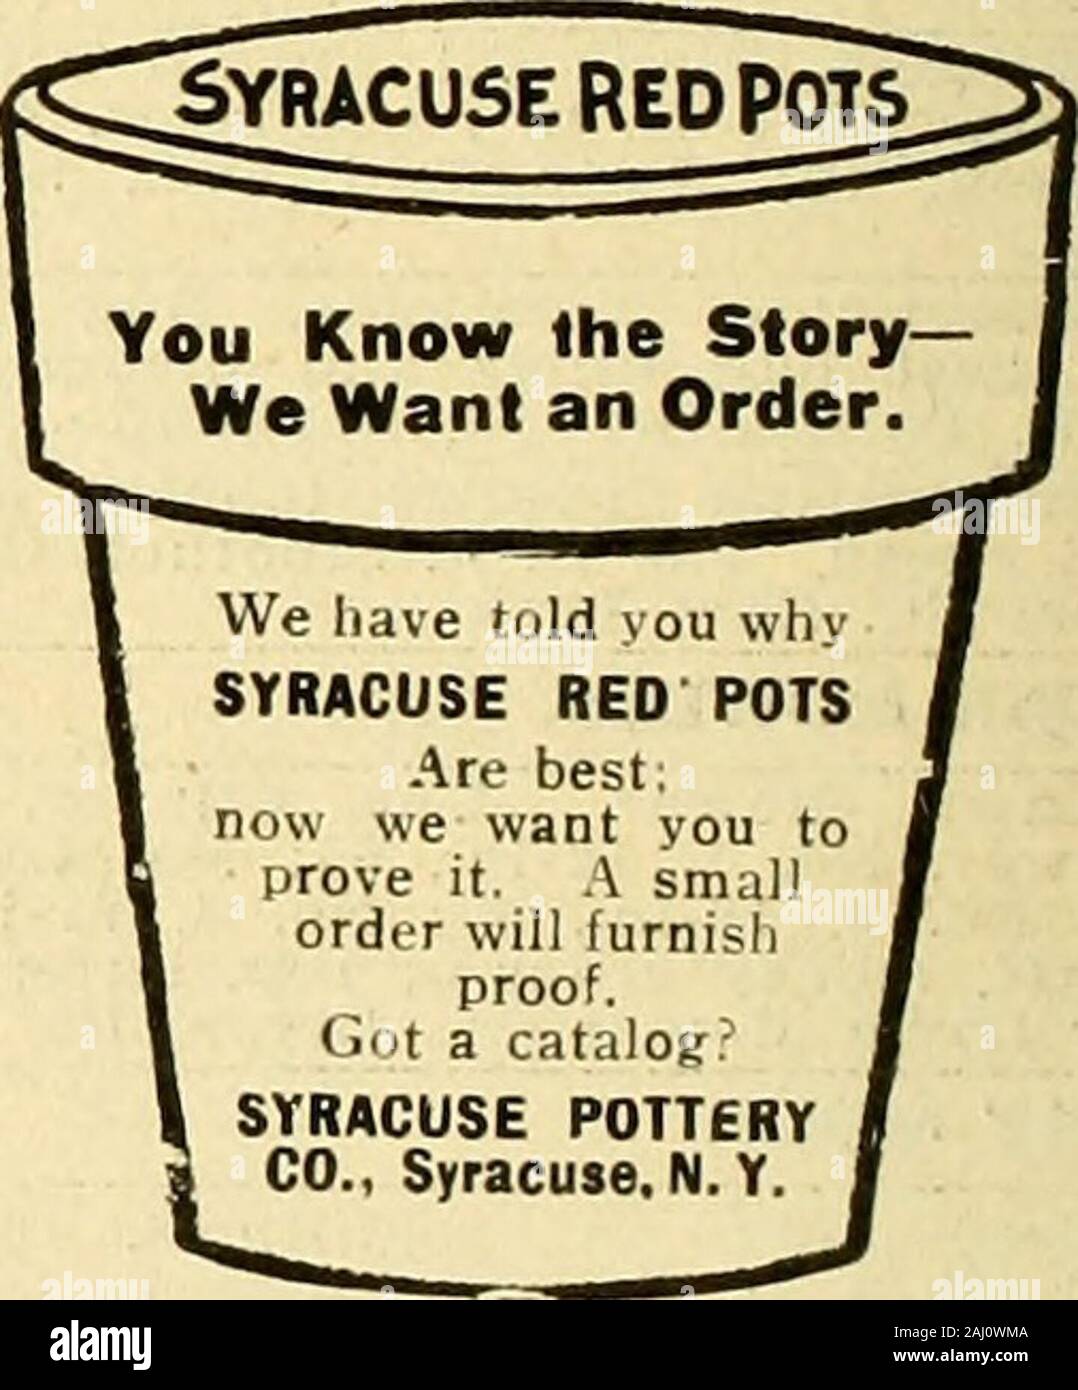 SYRACUSE RED POTS
You Know the Story—
We Want an Order.
We have told you why
SYRACUSE RED POTS
Are best;
now we want you to
prove it. A small
order will furnish
proof.
Got a catalog?
SYRACUSE POTTERY
CO., Syracuse, N. Y.
alamy
Image ID: 2AJ0WMA
www.alamy.com